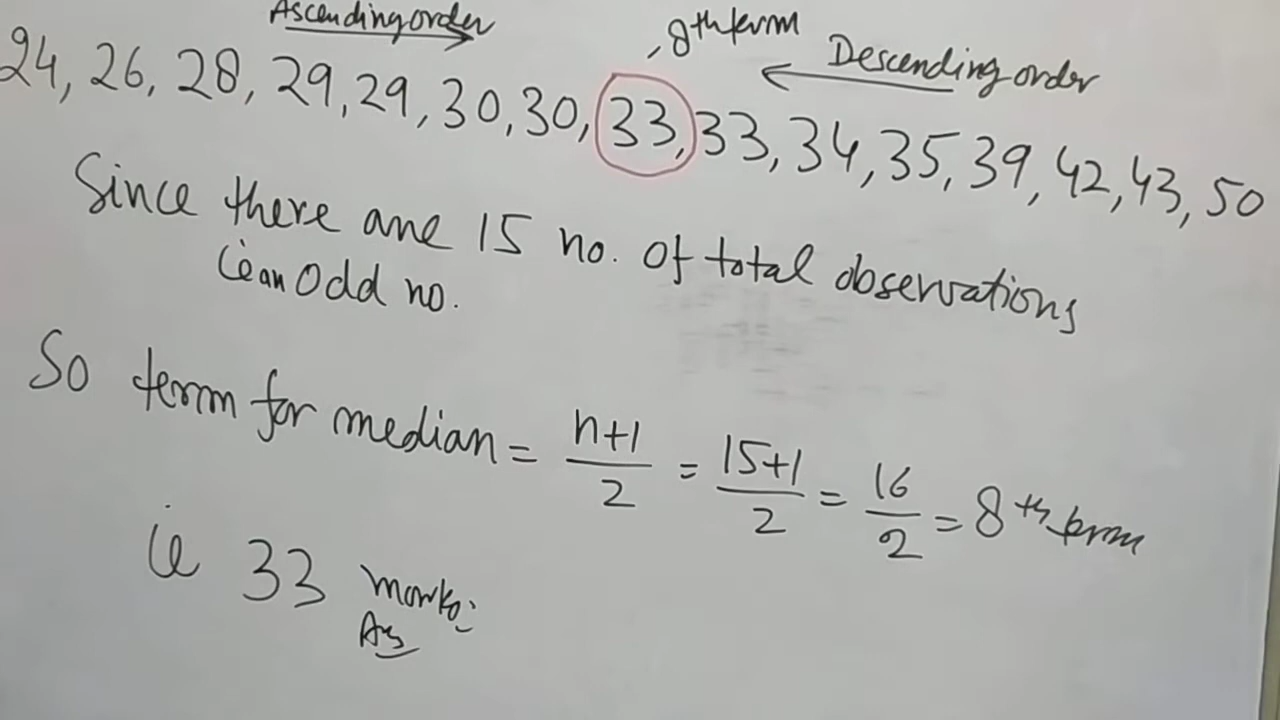 Ascending order
, 8th term
Descending order
24, 26, 28, 29, 29, 30, 30, 33, 33, 34, 35, 39, 42, 43, 50
Since there are 15 no. of total observations
ie an Odd no.
So term for median = n+1/2 = 15+1/2 = 16/2 = 8th term
ie 33 marks.
Ans